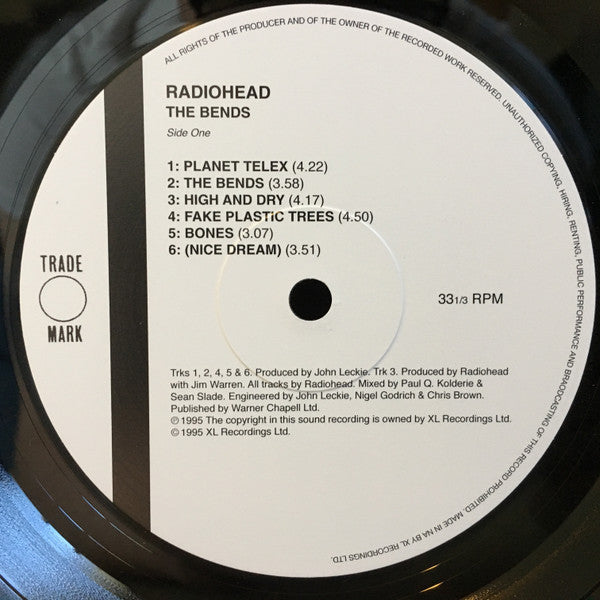 ALL RIGHTS OF THE PRODUCER AND OF THE OWNER OF THE RECORDED WORK RESERVED. UNAUTHORIZED COPYING, HIRING, RENTING, PUBLIC PERFORMANCE AND BRAODCASTING OF THIS RECORD PROHIBITED. MADE IN NA BY XL RECORDINGS LTD.
RADIOHEAD
THE BENDS
Side One
1: PLANET TELEX (4.22)
2: THE BENDS (3.58)
3: HIGH AND DRY (4.17)
4: FAKE PLASTIC TREES (4.50)
5: BONES (3.07)
6: (NICE DREAM) (3.51)
TRADE
MARK
33 1/3 RPM
Trks 1, 2, 4, 5 & 6. Produced by John Leckie. Trk 3. Produced by Radiohead
with Jim Warren. All tracks by Radiohead. Mixed by Paul Q. Kolderie &
Sean Slade. Engineered by John Leckie, Nigel Godrich & Chris Brown.
Published by Warner Chapell Ltd.
℗ 1995 The copyright in this sound recording is owned by XL Recordings Ltd.
© 1995 XL Recordings Ltd.